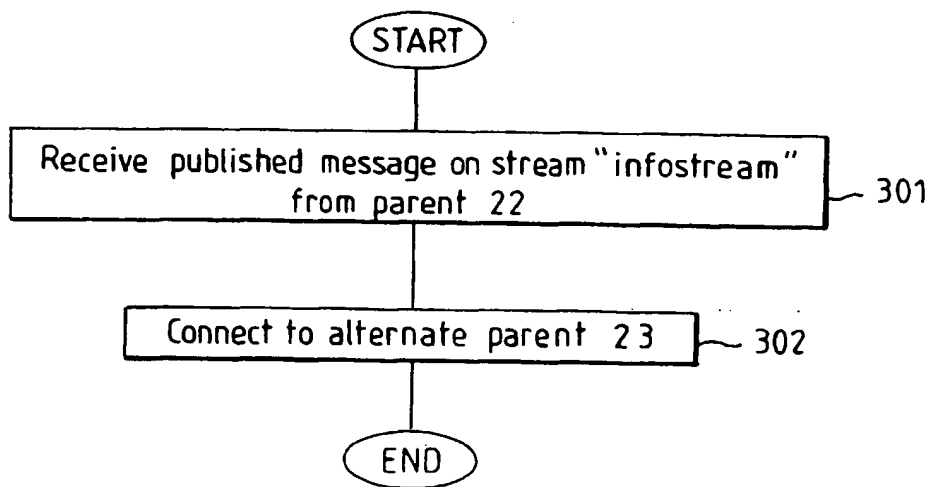 START
Receive published message on stream "infostream"
from parent 22
301
Connect to alternate parent 23
302
END